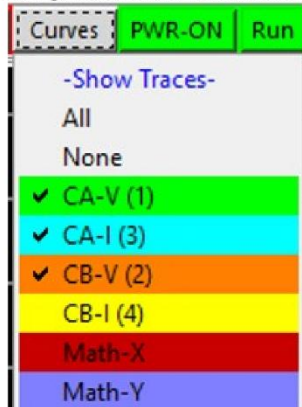 Curves PWR-ON Run
-Show Traces-
All
None
CA-V (1)
CA-I (3)
CB-V (2)
CB-I (4)
Math-X
Math-Y